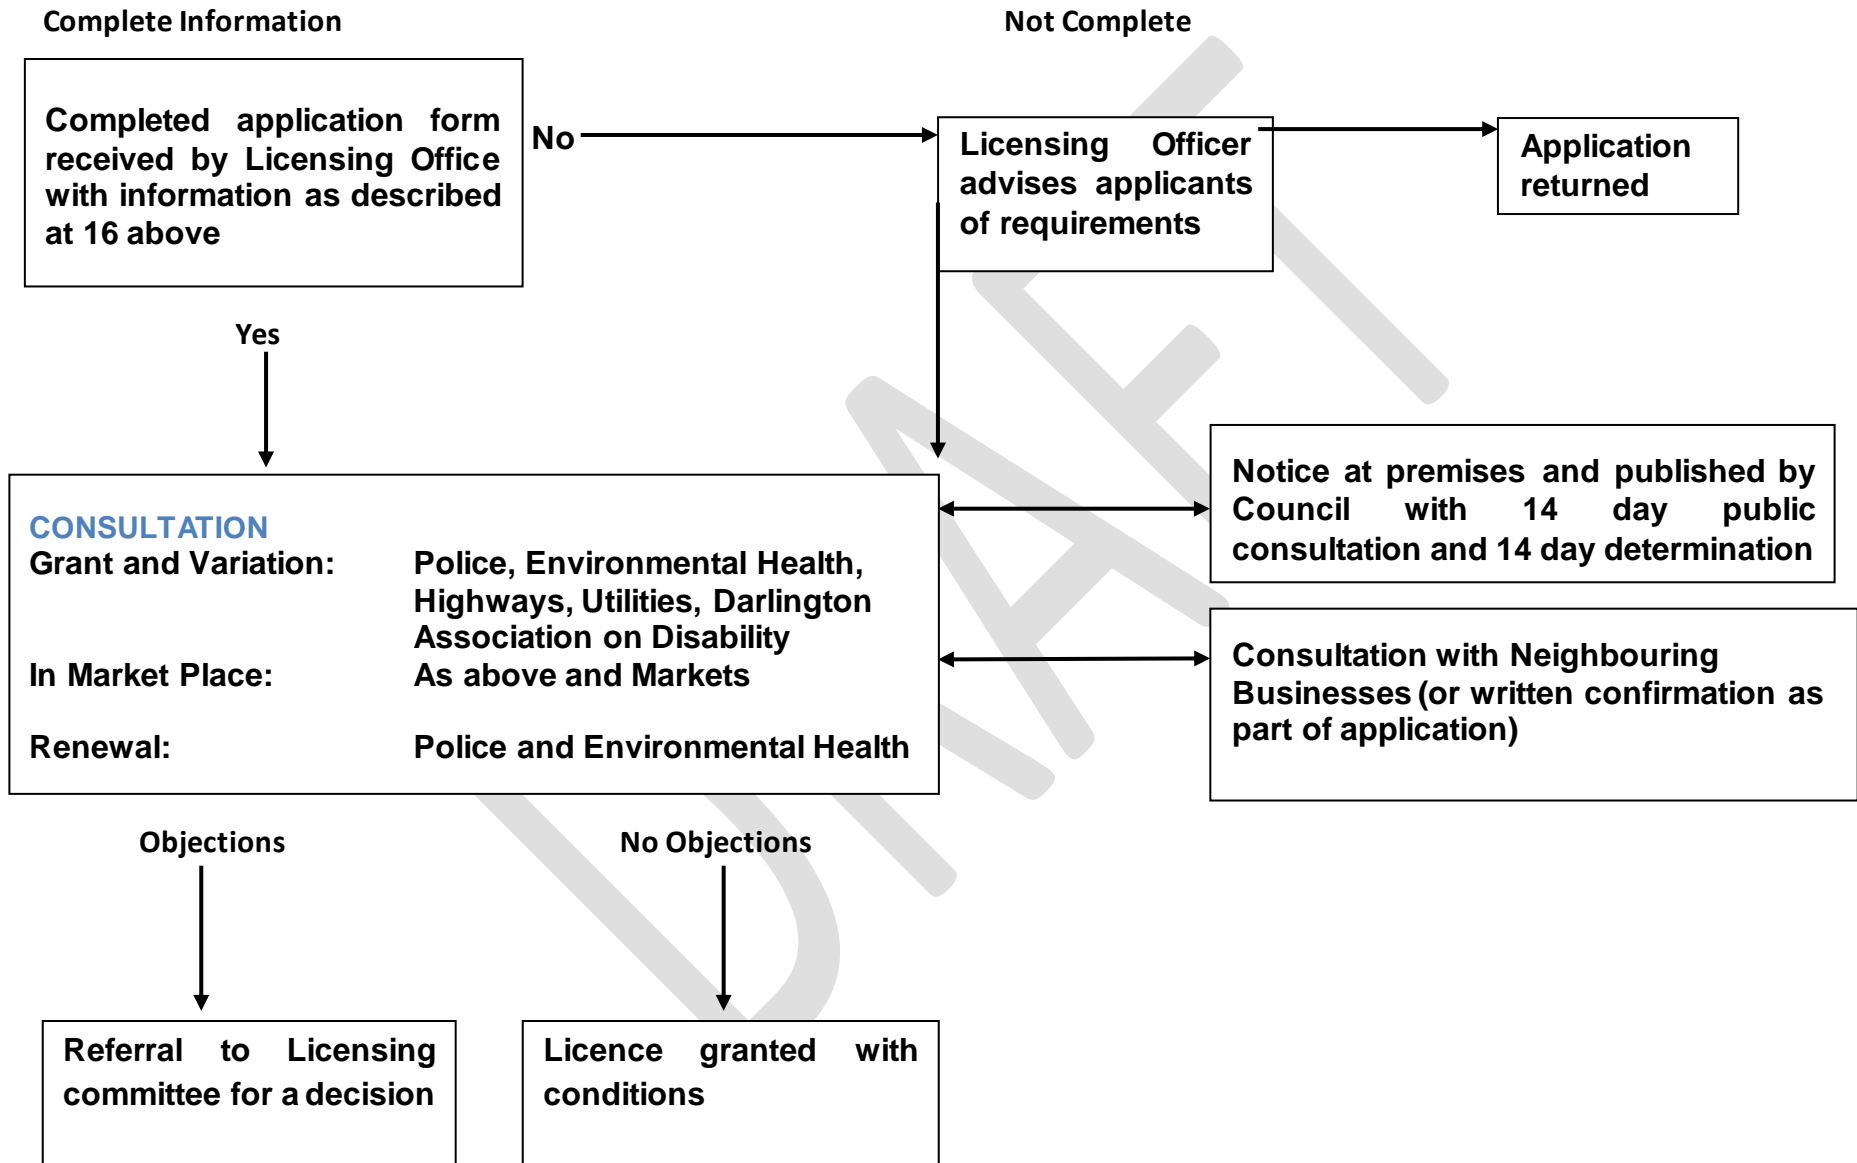 Complete Information
Not Complete
Completed application form
received by Licensing Office
with information as described
at 16 above
No
Licensing Officer
advises applicants
of requirements
Application
returned
Yes
CONSULTATION
Grant and Variation: Police, Environmental Health,
Highways, Utilities, Darlington
Association on Disability
In Market Place: As above and Markets
Renewal: Police and Environmental Health
Notice at premises and published by
Council with 14 day public
consultation and 14 day determination
Consultation with Neighbouring
Businesses (or written confirmation as
part of application)
Objections
No Objections
Referral to Licensing
committee for a decision
Licence granted with
conditions
DRAFT